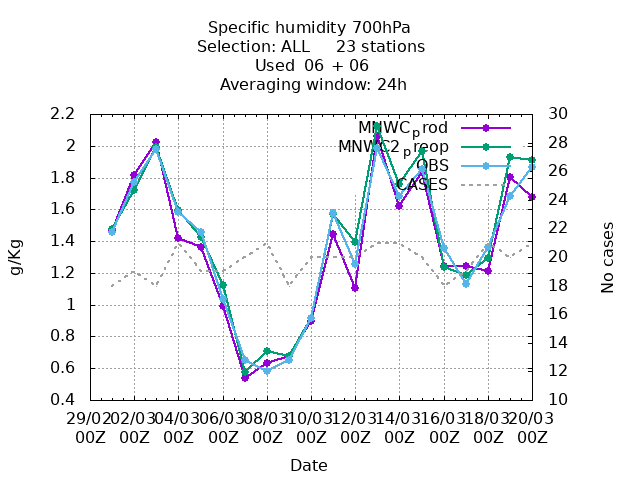 Specific humidity 700hPa
Selection: ALL 23 stations
Used 06 + 06
Averaging window: 24h
MNWC_prod
MNWC2_preop
OBS
CASES
g/Kg
2.2
2
1.8
1.6
1.4
1.2
1
0.8
0.6
0.4
No cases
30
28
26
24
22
20
18
16
14
12
10
29/02 02/03 04/03 06/03 08/03 10/03 12/03 14/03 16/03 18/03 20/03
00Z 00Z 00Z 00Z 00Z 00Z 00Z 00Z 00Z 00Z 00Z
Date